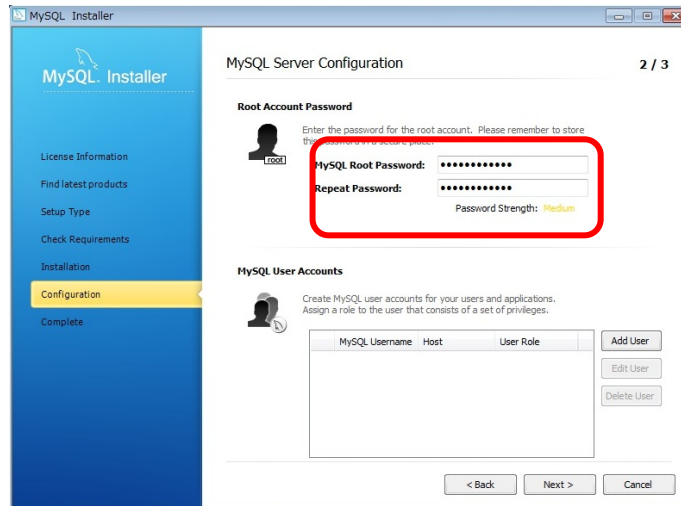 MySQL Installer
MySQL. Installer
License Information
Find latest products
Setup Type
Check Requirements
Installation
Configuration
Complete
MySQL Server Configuration
2 / 3
Root Account Password
Enter the password for the root account. Please remember to store
this password in a secure place.
root
MySQL Root Password: ••••••••••••
Repeat Password: ••••••••••••
Password Strength: Medium
MySQL User Accounts
Create MySQL user accounts for your users and applications.
Assign a role to the user that consists of a set of privileges.
MySQL Username Host User Role
Add User
Edit User
Delete User
< Back Next > Cancel